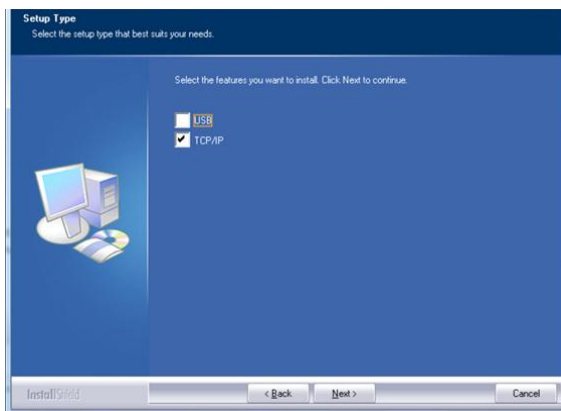 Setup Type
Select the setup type that best suits your needs.
Select the features you want to install. Click Next to continue.
USB
TCP/IP
InstallShield
< Back
Next >
Cancel